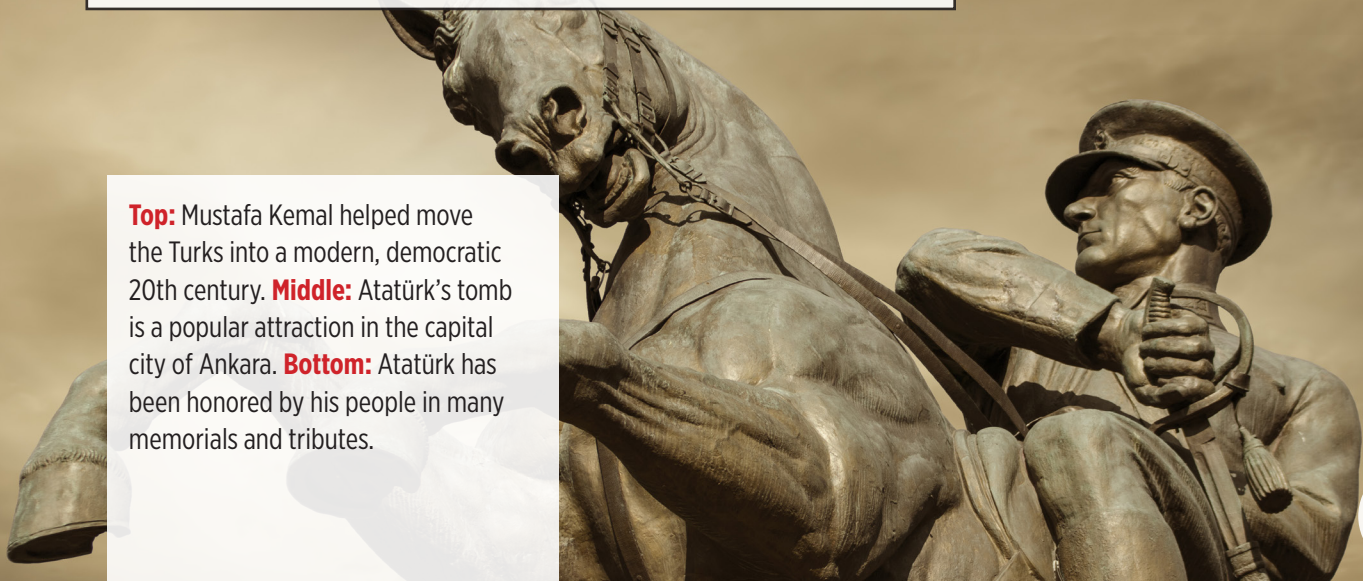 Top: Mustafa Kemal helped move
the Turks into a modern, democratic
20th century. Middle: Atatürk’s tomb
is a popular attraction in the capital
city of Ankara. Bottom: Atatürk has
been honored by his people in many
memorials and tributes.